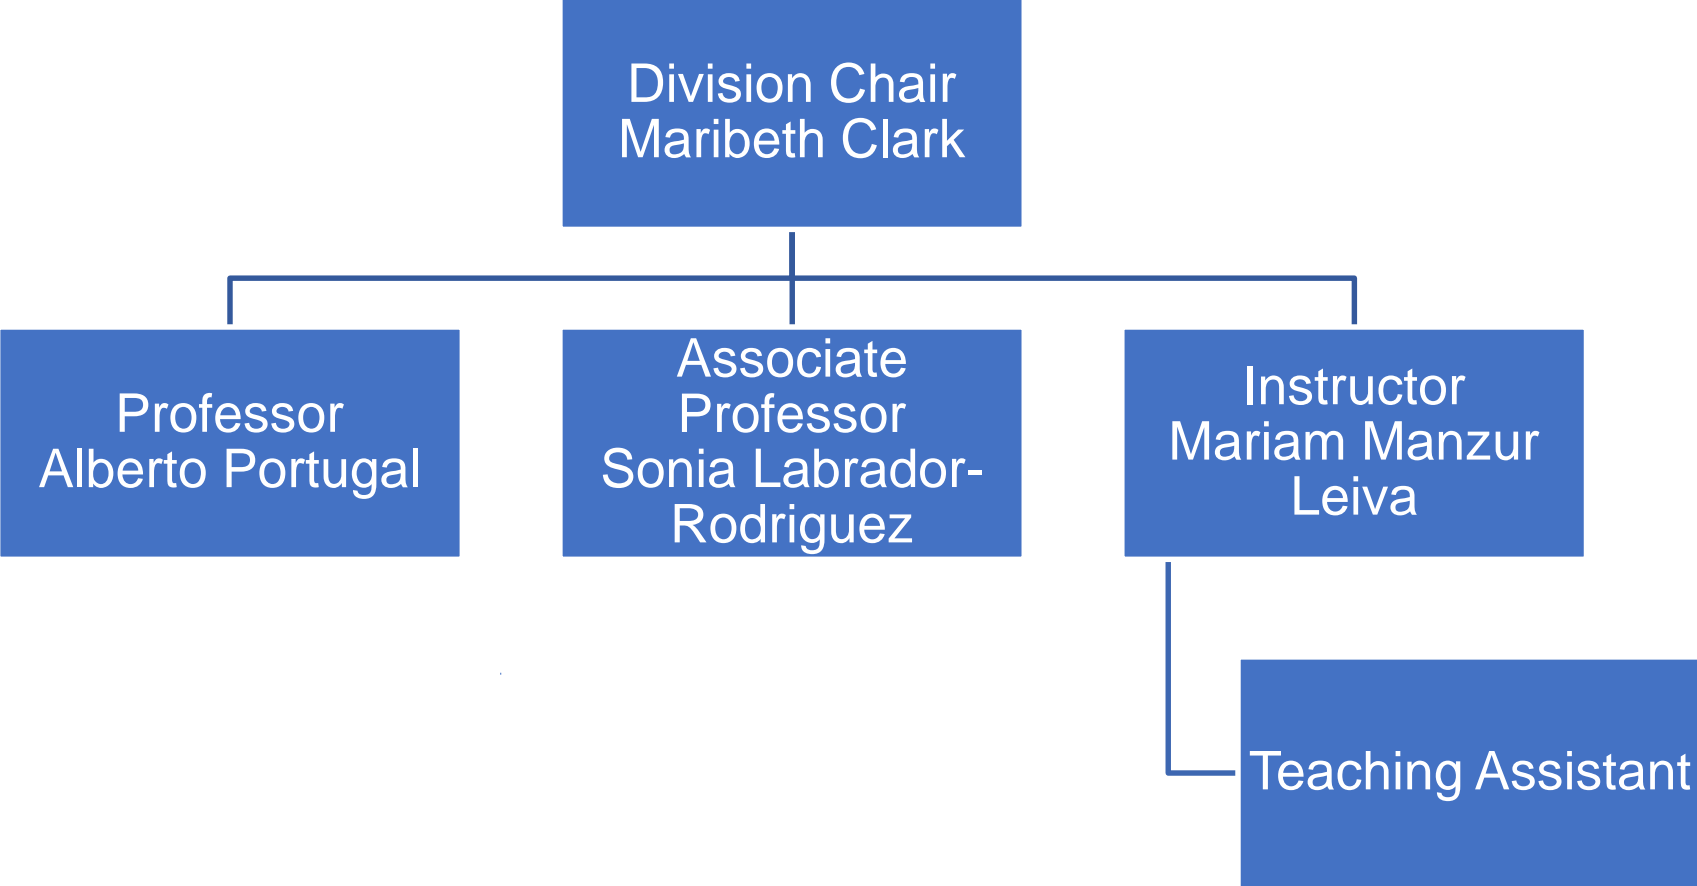 Division Chair
Maribeth Clark
Professor
Alberto Portugal
Associate
Professor
Sonia Labrador-
Rodriguez
Instructor
Mariam Manzur
Leiva
Teaching Assistant